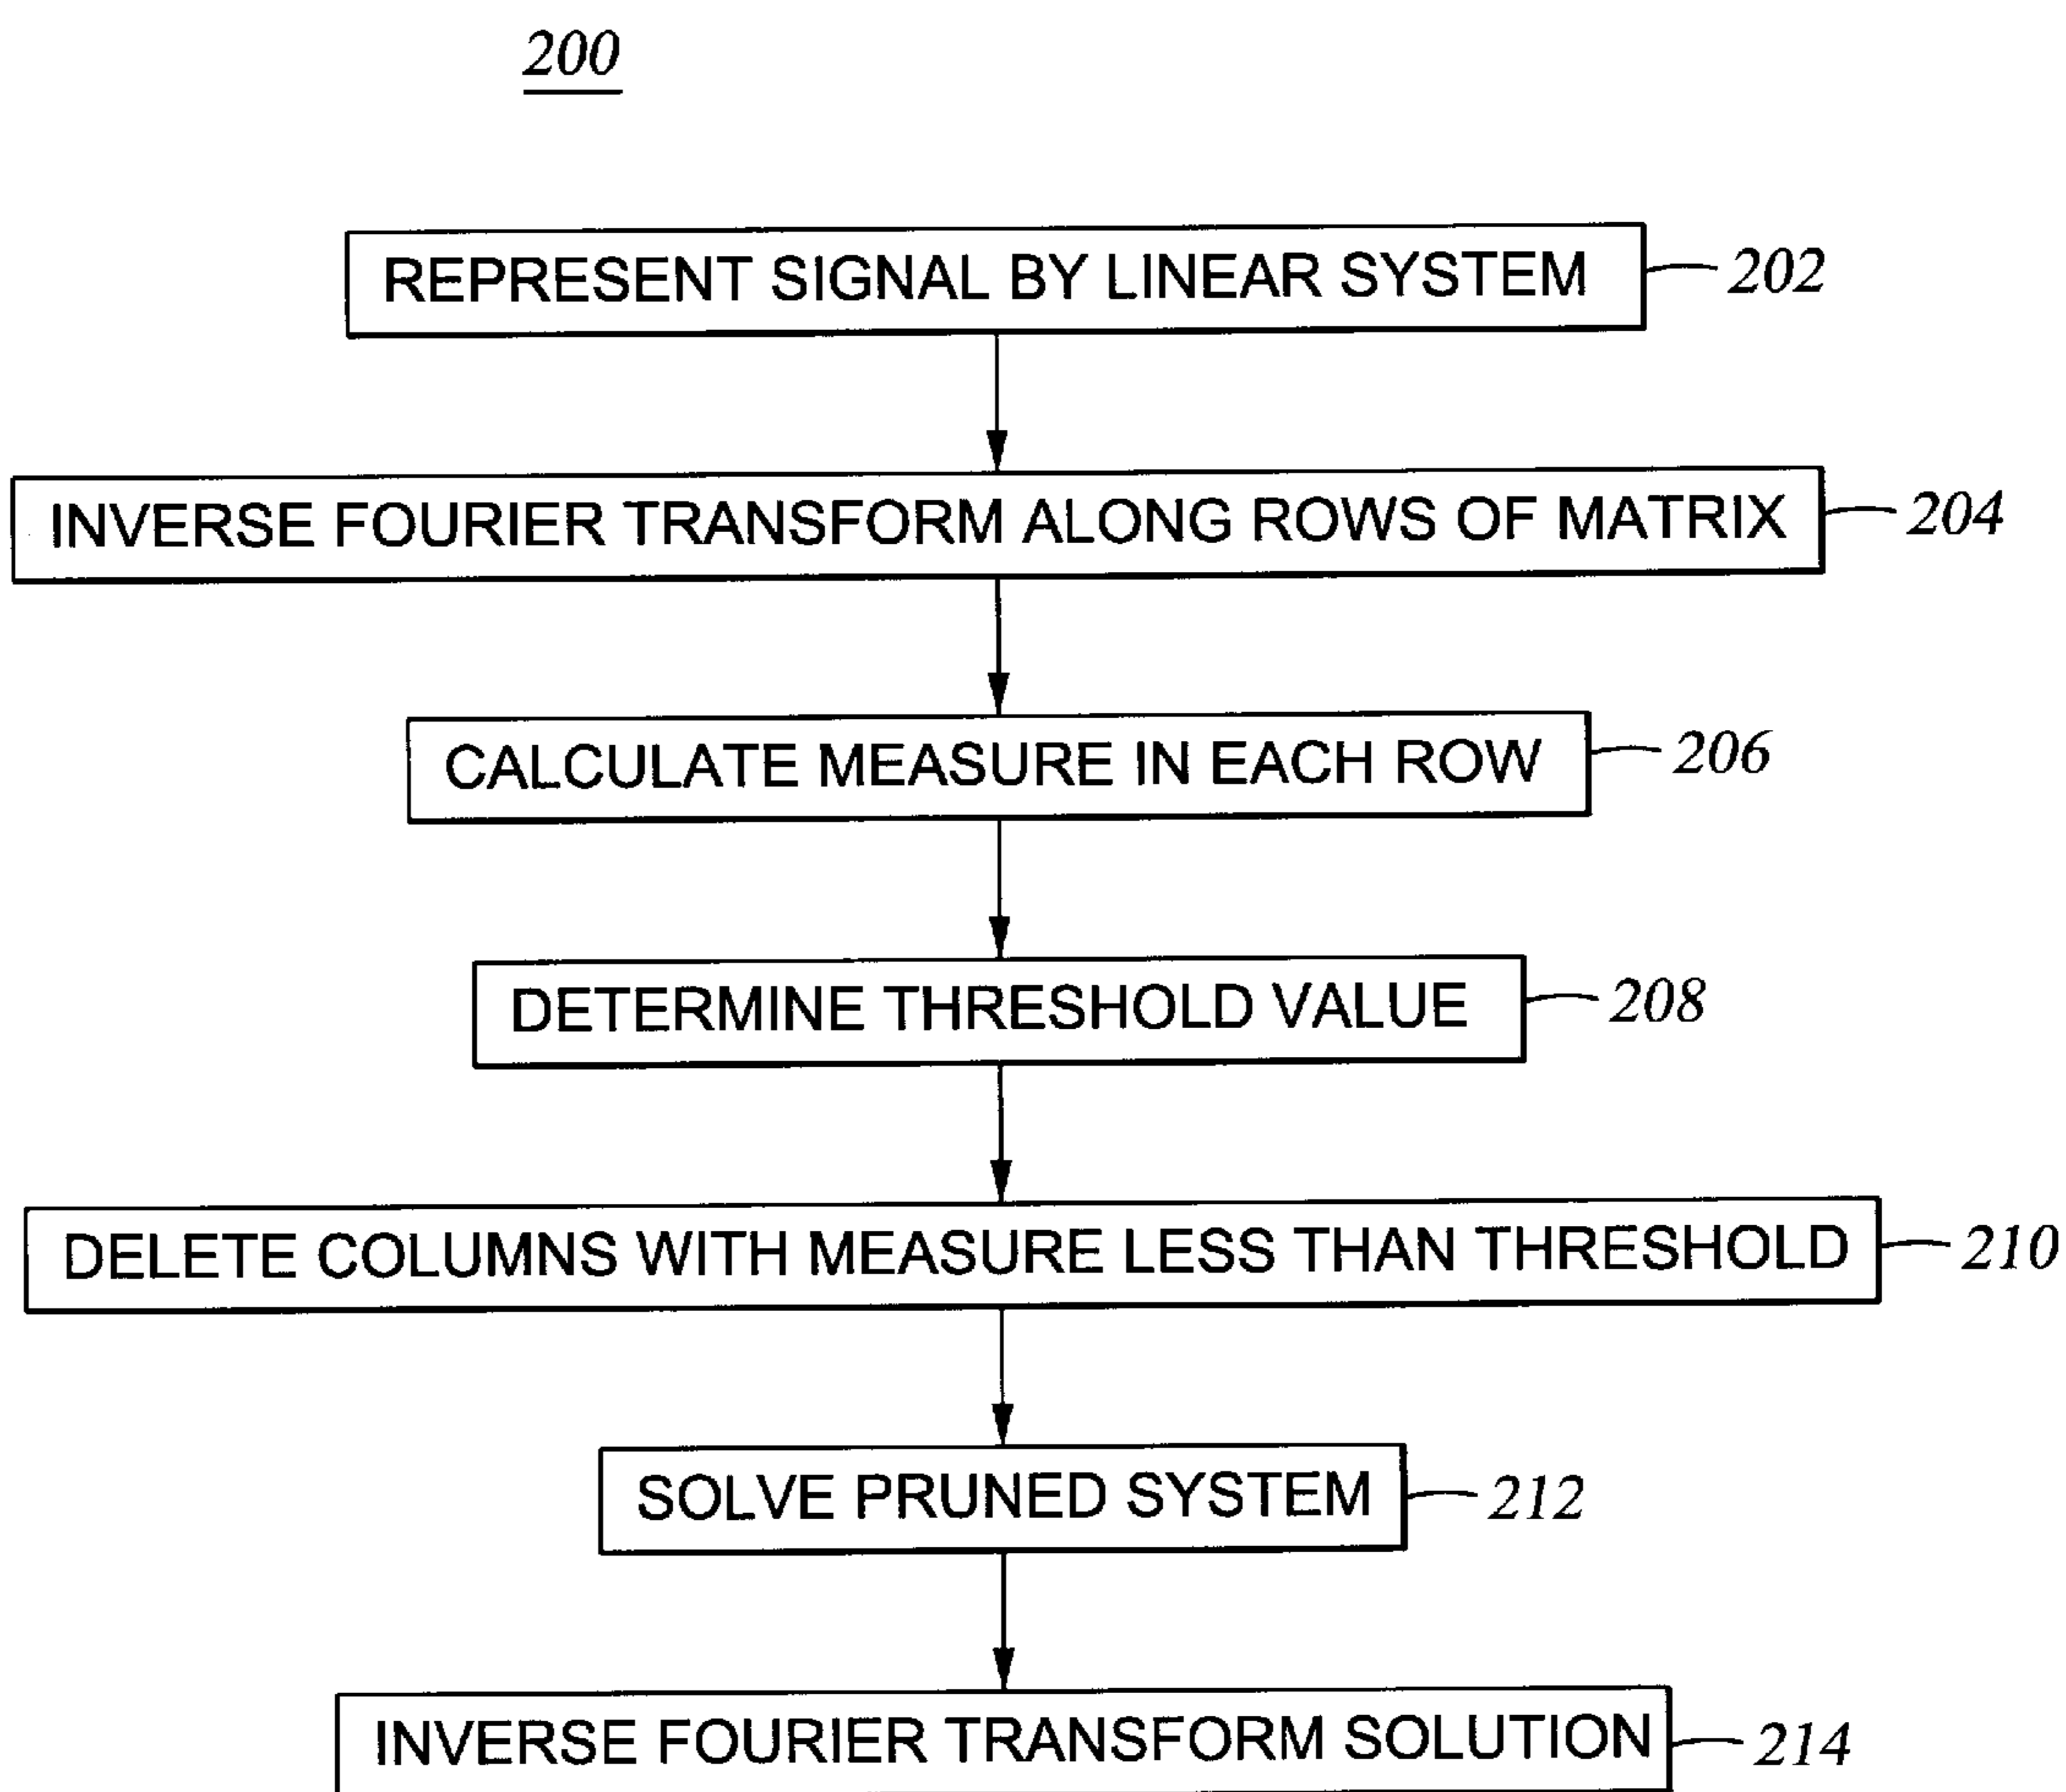 200
REPRESENT SIGNAL BY LINEAR SYSTEM 202
INVERSE FOURIER TRANSFORM ALONG ROWS OF MATRIX 204
CALCULATE MEASURE IN EACH ROW 206
DETERMINE THRESHOLD VALUE 208
DELETE COLUMNS WITH MEASURE LESS THAN THRESHOLD 210
SOLVE PRUNED SYSTEM 212
INVERSE FOURIER TRANSFORM SOLUTION 214